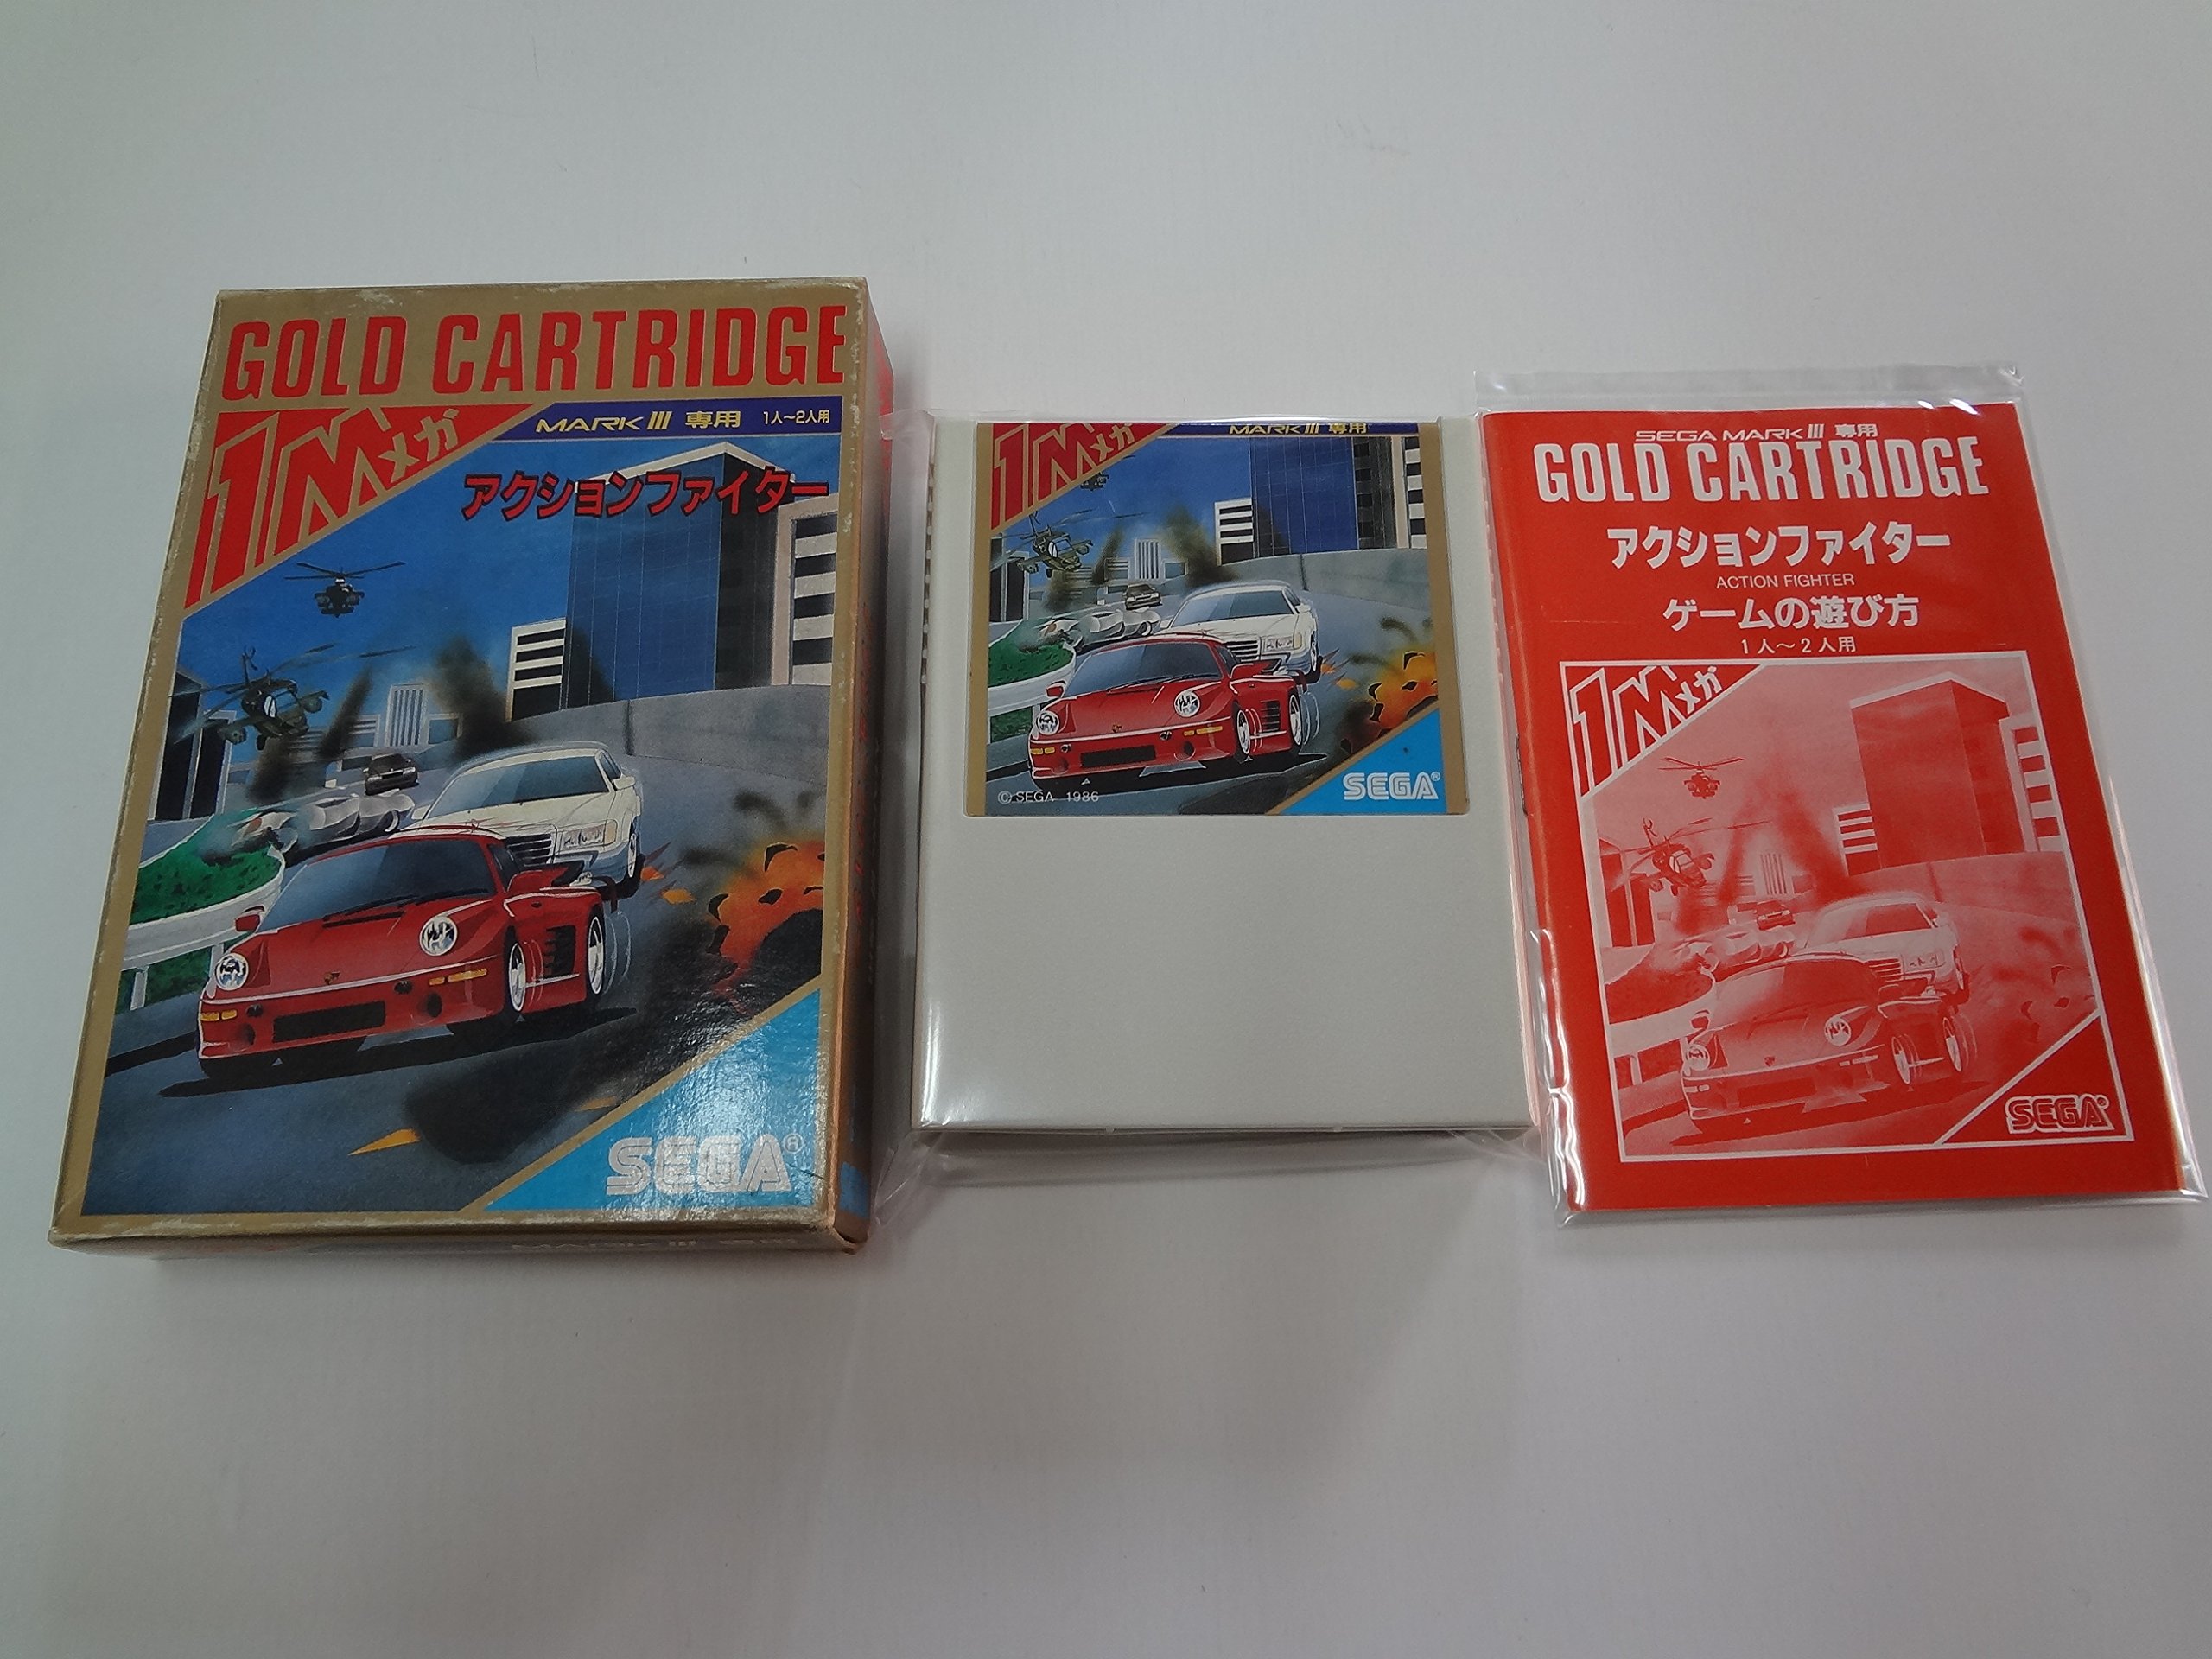 GOLD CARTRIDGE
1Mメガ
MARK III 専用 1人~2人用
アクションファイター
SEGA®
MARK III
1Mメガ
MARK III 専用
© SEGA 1986
SEGA®
SEGA MARK III 専用
GOLD CARTRIDGE
アクションファイター
ACTION FIGHTER
ゲームの遊び方
1人~2人用
1Mメガ
SEGA®